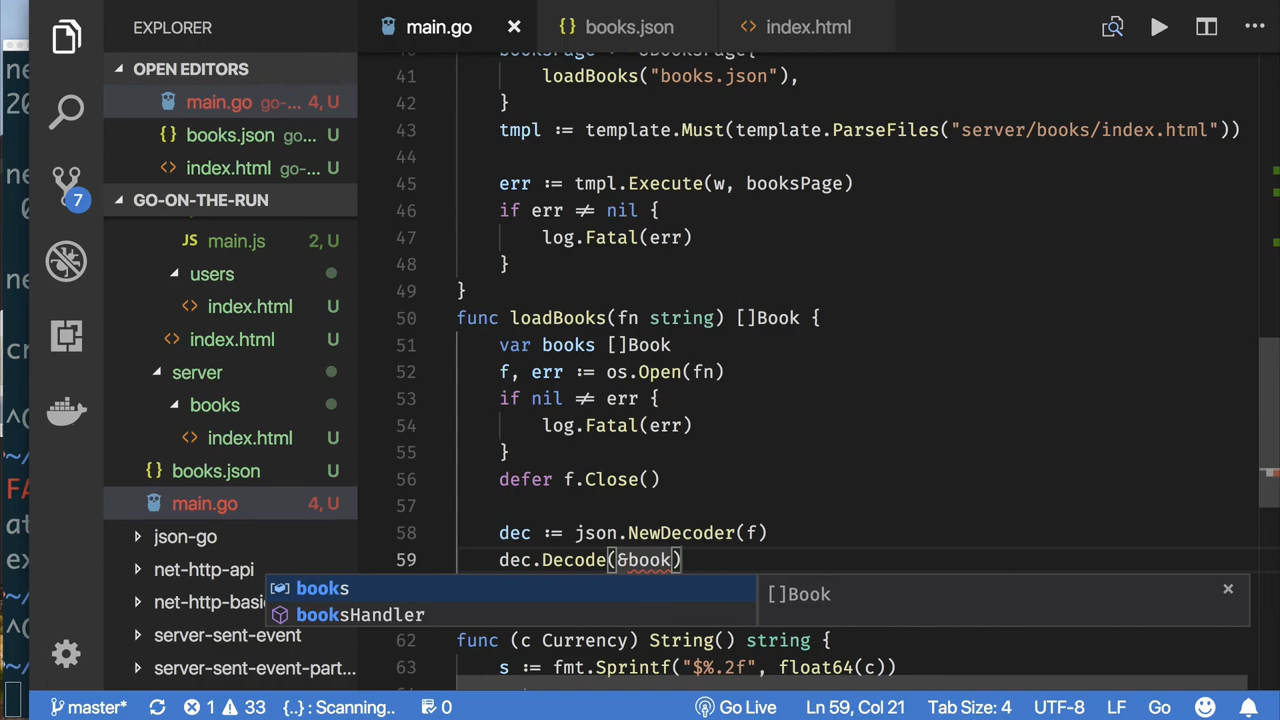 EXPLORER
OPEN EDITORS
main.go go-... 4, U
books.json go...
index.html go-... U
GO-ON-THE-RUN
7
main.js 2, U
users
index.html U
index.html U
server
books
index.html U
books.json U
main.go 4, U
json-go
net-http-api
server-sent-event
server-sent-event-part...
main.go
books.json
index.html
41 loadBooks("books.json"),
42 }
43 tmpl := template.Must(template.ParseFiles("server/books/index.html"))
44
45 err := tmpl.Execute(w, booksPage)
46 if err ≠ nil {
47 log.Fatal(err)
48 }
49 }
50 func loadBooks(fn string) []Book {
51 var books []Book
52 f, err := os.Open(fn)
53 if nil ≠ err {
54 log.Fatal(err)
55 }
56 defer f.Close()
57
58 dec := json.NewDecoder(f)
59 dec.Decode(&book)
books
booksHandler
[]Book
62 func (c Currency) String() string {
63 s := fmt.Sprintf("$%.2f", float64(c))
master* 1 33 {..} : Scanning... 0 Go Live Ln 59, Col 21 Tab Size: 4 UTF-8 LF Go